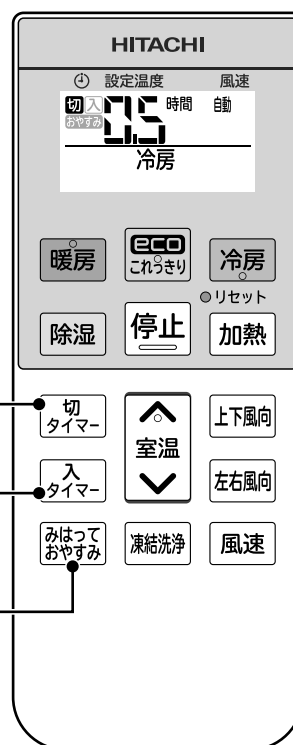 HITACHI
設定温度 風速
切 入 0.5 時間 自動
おやすみ
冷房
暖房 eco これっきり 冷房
リセット
除湿 停止 加熱
切タイマー 室温 上下風向
入タイマー 左右風向
みはっておやすみ 凍結洗浄 風速